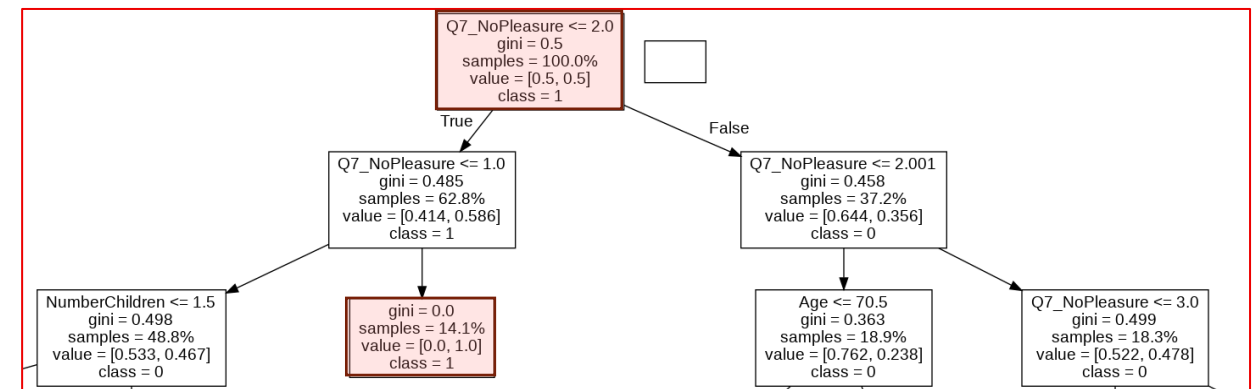 Q7_NoPleasure <= 2.0
gini = 0.5
samples = 100.0%
value = [0.5, 0.5]
class = 1
True
False
Q7_NoPleasure <= 1.0
gini = 0.485
samples = 62.8%
value = [0.414, 0.586]
class = 1
Q7_NoPleasure <= 2.001
gini = 0.458
samples = 37.2%
value = [0.644, 0.356]
class = 0
NumberChildren <= 1.5
gini = 0.498
samples = 48.8%
value = [0.533, 0.467]
class = 0
gini = 0.0
samples = 14.1%
value = [0.0, 1.0]
class = 1
Age <= 70.5
gini = 0.363
samples = 18.9%
value = [0.762, 0.238]
class = 0
Q7_NoPleasure <= 3.0
gini = 0.499
samples = 18.3%
value = [0.522, 0.478]
class = 0